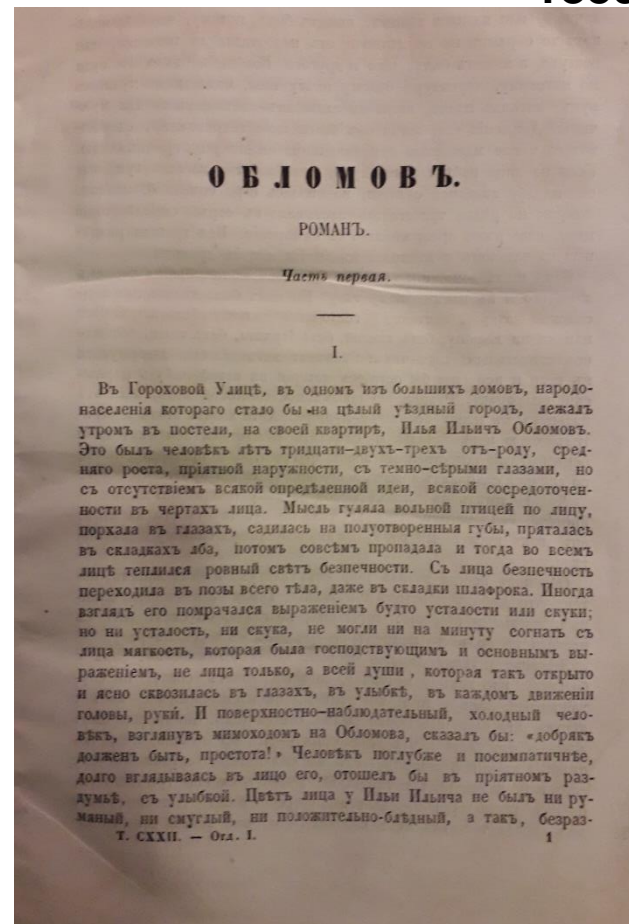 ОБЛОМОВЪ.
РОМАНЪ.
Часть первая.
I.
Въ Гороховой Улицѣ, въ одномъ изъ большихъ домовъ, народо-
населенія котораго стало бы на цѣлый уѣздный городъ, лежалъ
утромъ въ постели, на своей квартирѣ, Илья Ильичъ Обломовъ.
Это былъ человѣкъ лѣтъ тридцати-двухъ-трехъ отъ-роду, сред-
няго роста, пріятной наружности, съ темно-сѣрыми глазами, но
съ отсутствіемъ всякой опредѣленной идеи, всякой сосредоточен-
ности въ чертахъ лица. Мысль гуляла вольной птицей по лицу,
порхала въ глазахъ, садилась на полуотворенныя губы, пряталась
въ складкахъ лба, потомъ совсѣмъ пропадала и тогда во всемъ
лицѣ теплился ровный свѣтъ безпечности. Съ лица безпечность
переходила въ позы всего тѣла, даже въ складки шлафрока. Иногда
взглядъ его помрачался выраженіемъ будто усталости или скуки;
но ни усталость, ни скука, не могли ни на минуту согнать съ
лица мягкость, которая была господствующимъ и основнымъ вы-
раженіемъ, не лица только, а всей души , которая такъ открыто
и ясно сквозилась въ глазахъ, въ улыбкѣ, въ каждомъ движеніи
головы, руки́. И поверхностно-наблюдательный, холодный чело-
вѣкъ, взглянувъ мимоходомъ на Обломова, сказалъ бы: «добрякъ
долженъ быть, простота!» Человѣкъ поглубже и посимпатичнѣе,
долго вглядываясь въ лицо его, отошелъ бы въ пріятномъ раз-
думьѣ, съ улыбкой. Цвѣтъ лица у Ильи Ильича не былъ ни ру-
мяный, ни смуглый, ни положительно-блѣдный, а такъ, безраз-
Т. CXXII. — Отд. I. 1